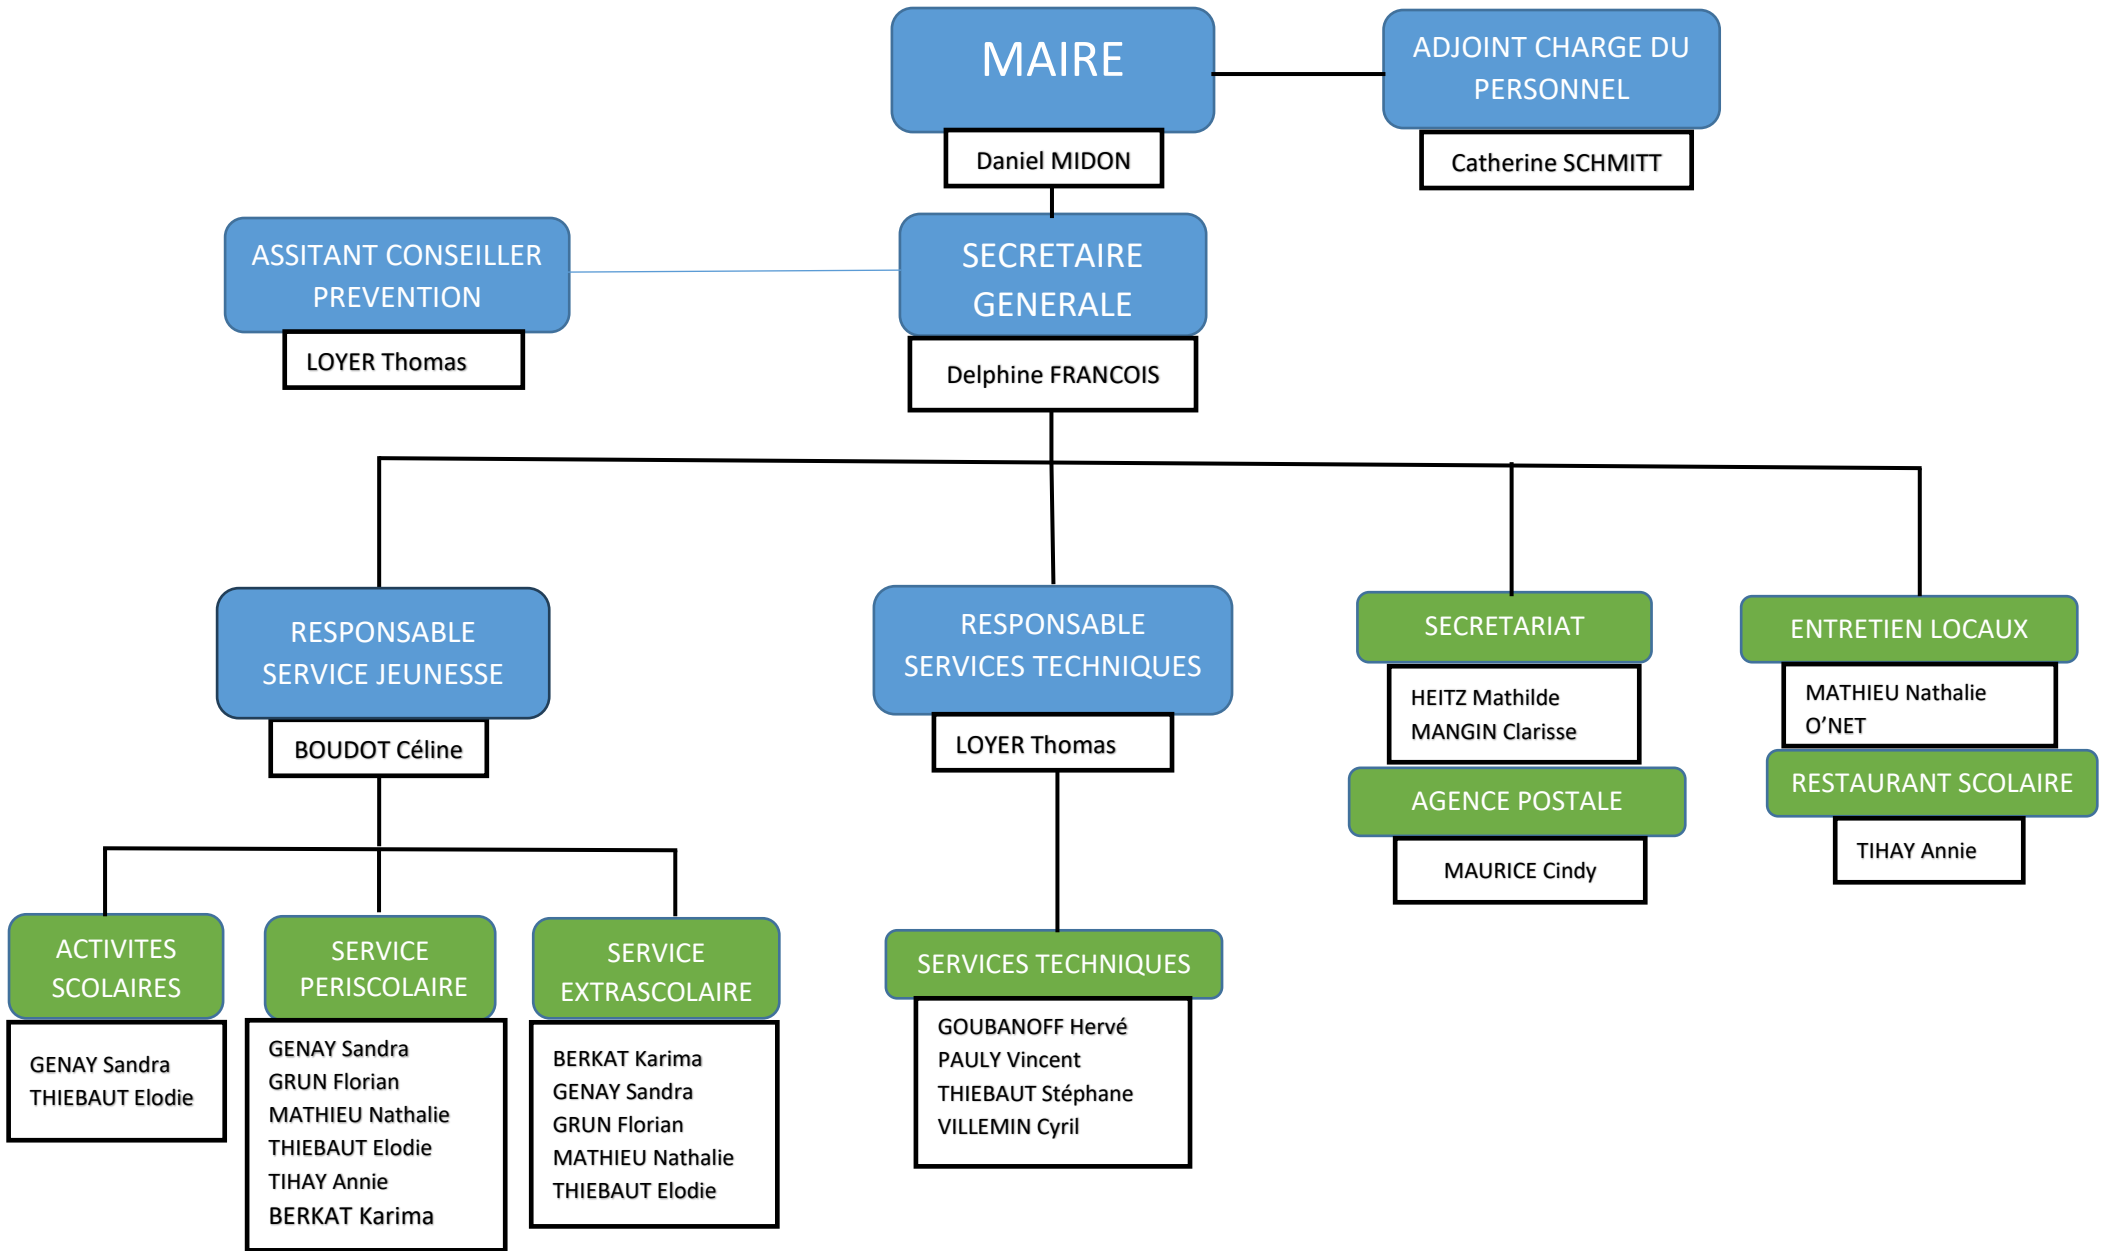 MAIRE
Daniel MIDON
ADJOINT CHARGE DU
PERSONNEL
Catherine SCHMITT
ASSITANT CONSEILLER
PREVENTION
LOYER Thomas
SECRETAIRE
GENERALE
Delphine FRANCOIS
RESPONSABLE
SERVICE JEUNESSE
BOUDOT Céline
RESPONSABLE
SERVICES TECHNIQUES
LOYER Thomas
SECRETARIAT
HEITZ Mathilde
MANGIN Clarisse
AGENCE POSTALE
MAURICE Cindy
ENTRETIEN LOCAUX
MATHIEU Nathalie
O’NET
RESTAURANT SCOLAIRE
TIHAY Annie
ACTIVITES
SCOLAIRES
GENAY Sandra
THIEBAUT Elodie
SERVICE
PERISCOLAIRE
GENAY Sandra
GRUN Florian
MATHIEU Nathalie
THIEBAUT Elodie
TIHAY Annie
BERKAT Karima
SERVICE
EXTRASCOLAIRE
BERKAT Karima
GENAY Sandra
GRUN Florian
MATHIEU Nathalie
THIEBAUT Elodie
SERVICES TECHNIQUES
GOUBANOFF Hervé
PAULY Vincent
THIEBAUT Stéphane
VILLEMIN Cyril